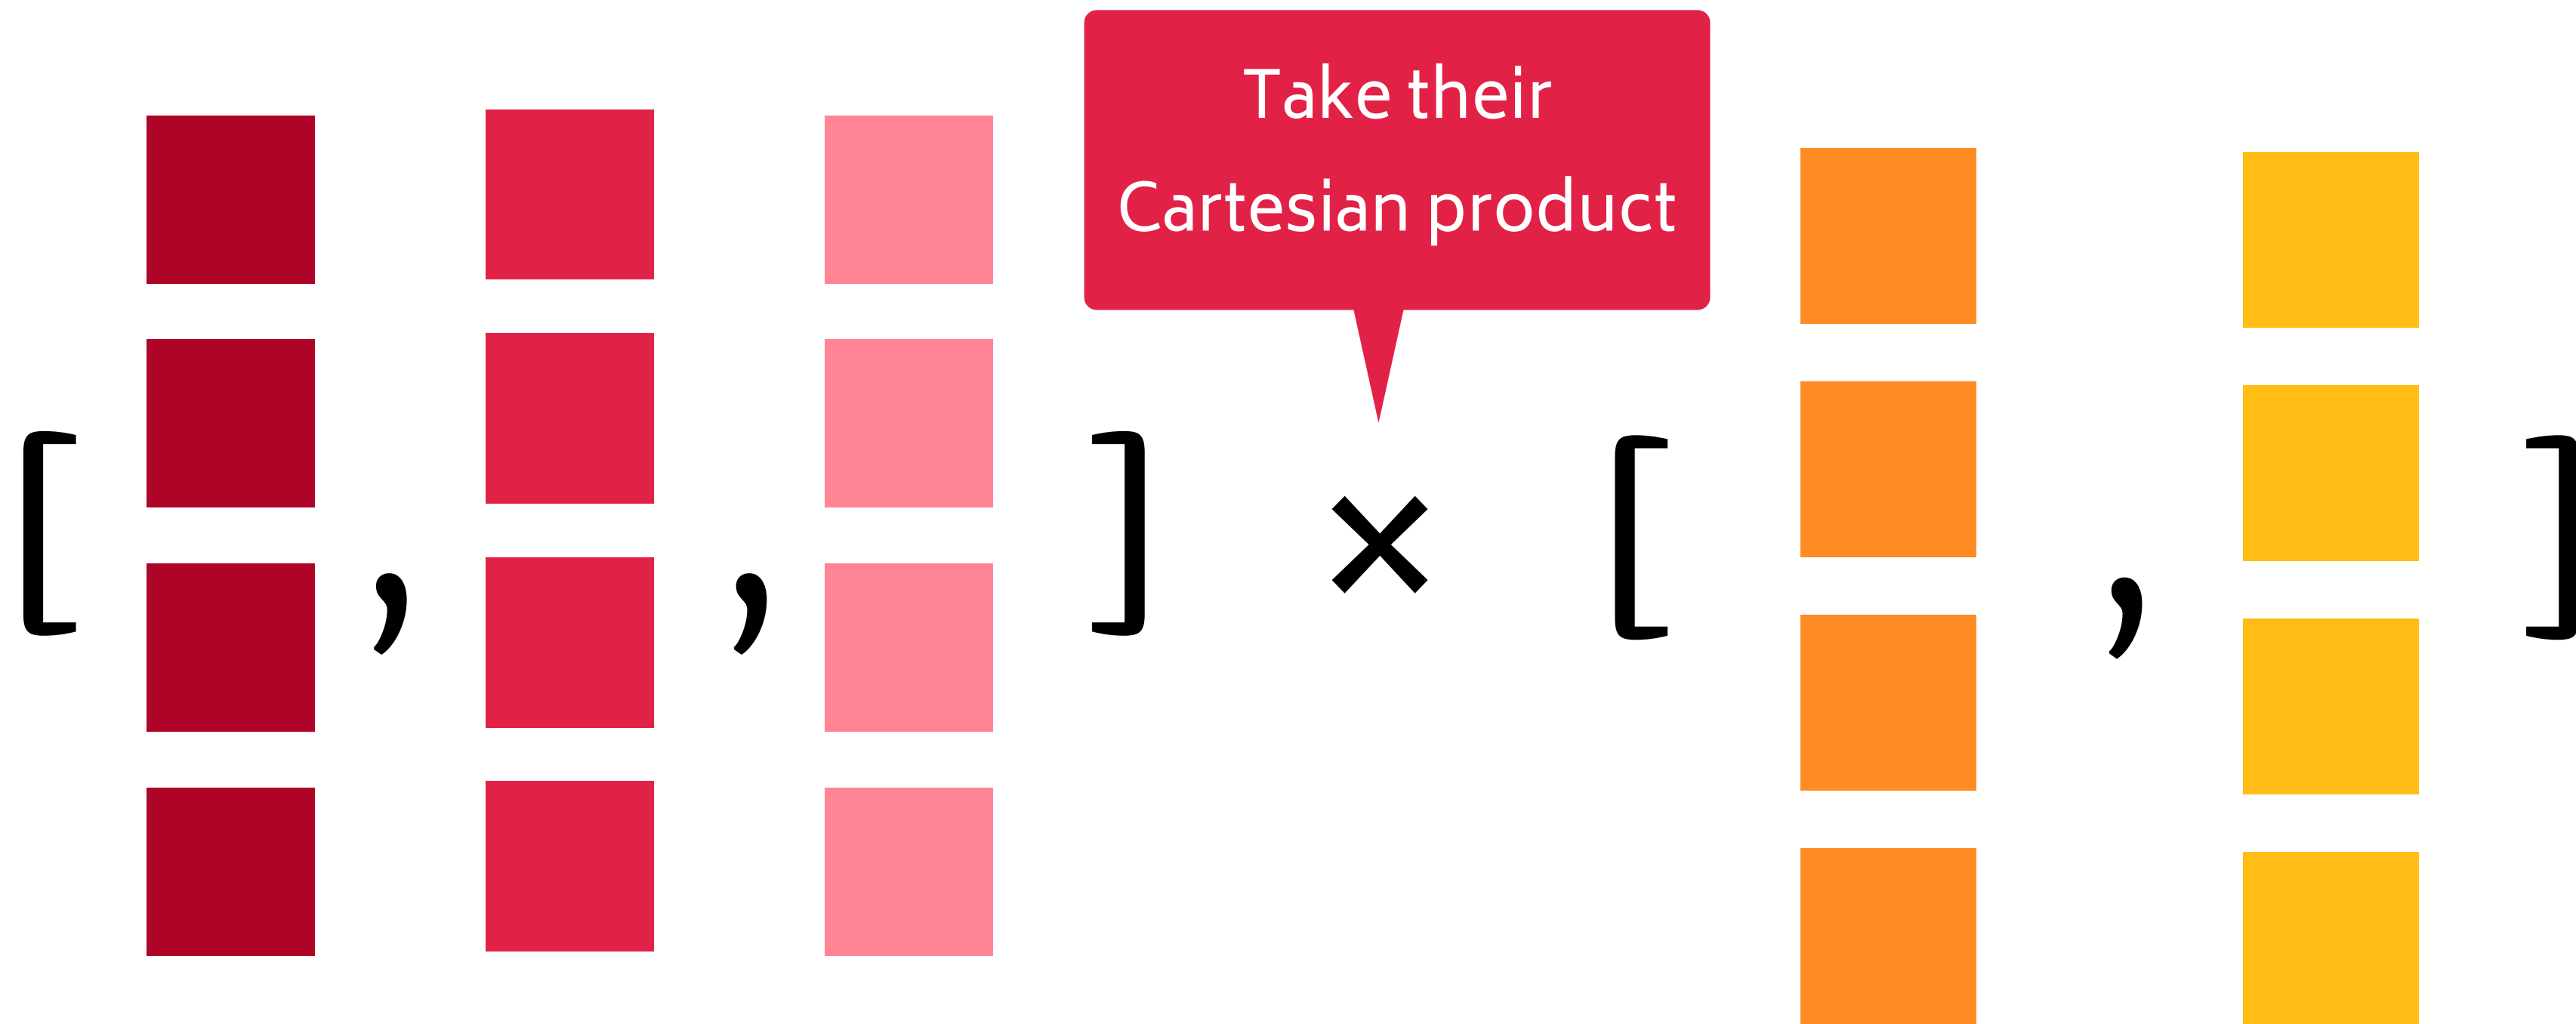 Take their
Cartesian product
[ , , ] × [ , ]